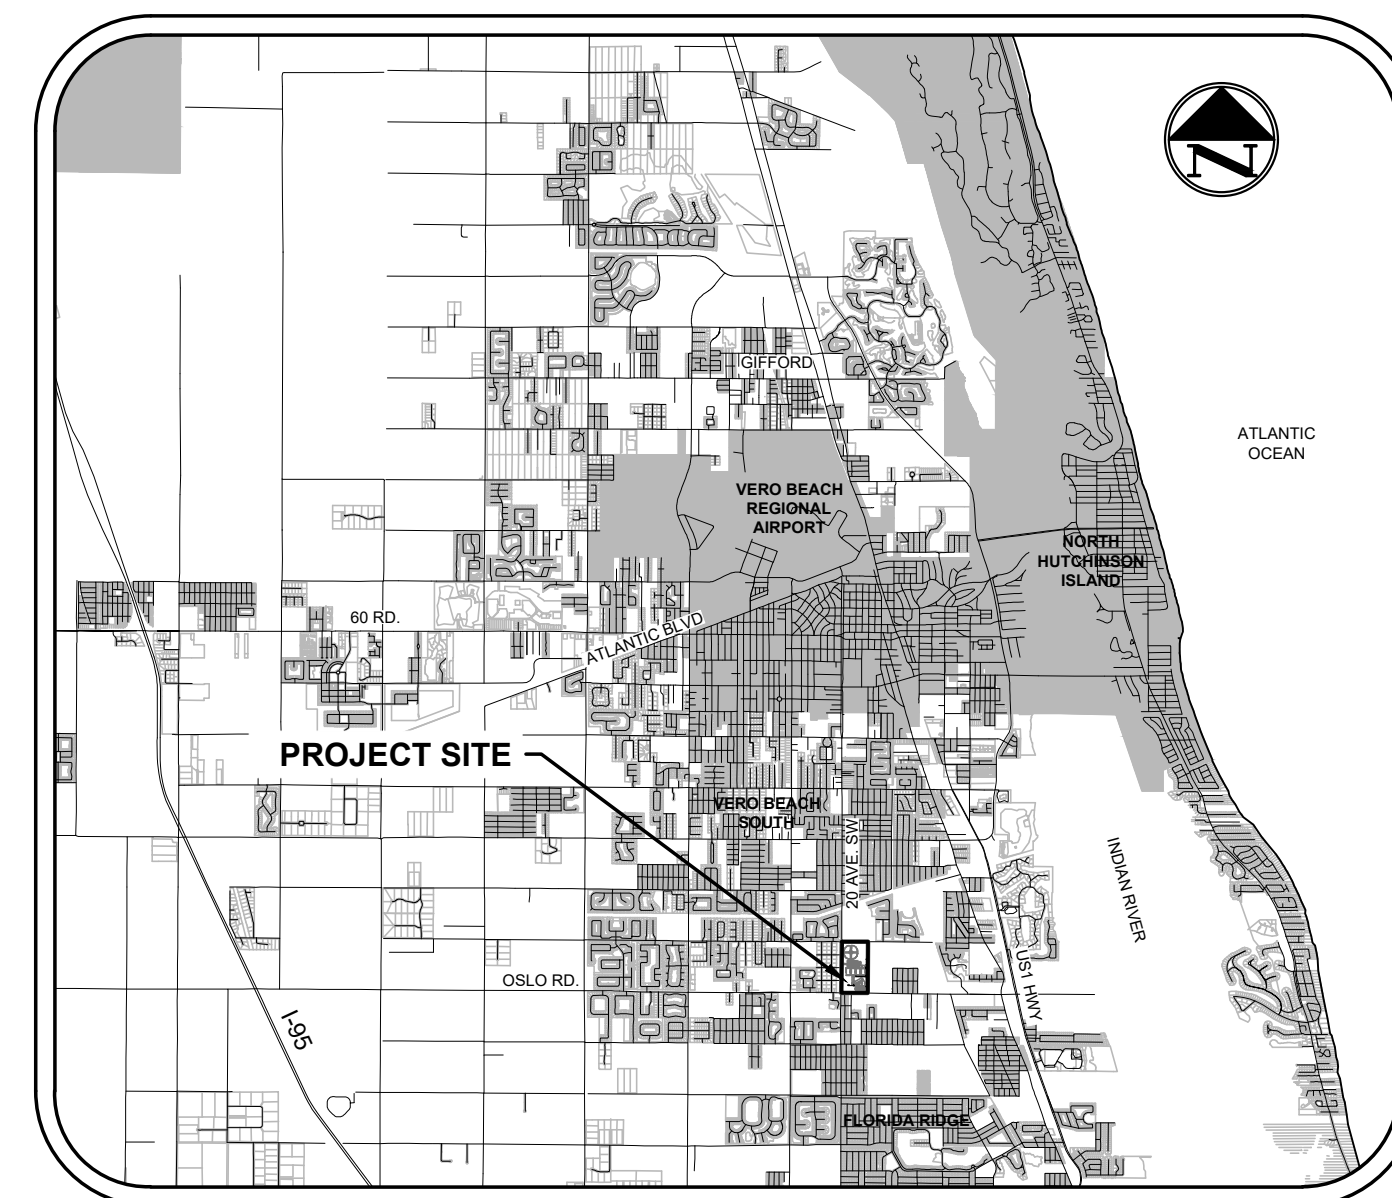 N
GIFFORD
ATLANTIC
OCEAN
VERO BEACH
REGIONAL
AIRPORT
NORTH
HUTCHINSON
ISLAND
60 RD.
ATLANTIC BLVD
PROJECT SITE
VERO BEACH
SOUTH
20 AVE. SW
INDIAN RIVER
OSLO RD.
US1 HWY
I-95
FLORIDA RIDGE